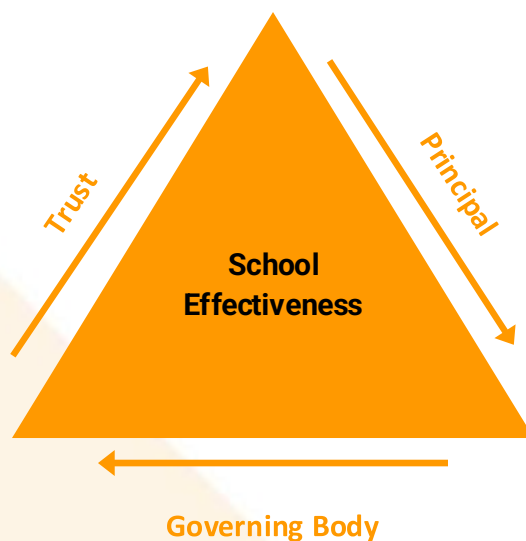 Trust
Principal
School
Effectiveness
Governing Body